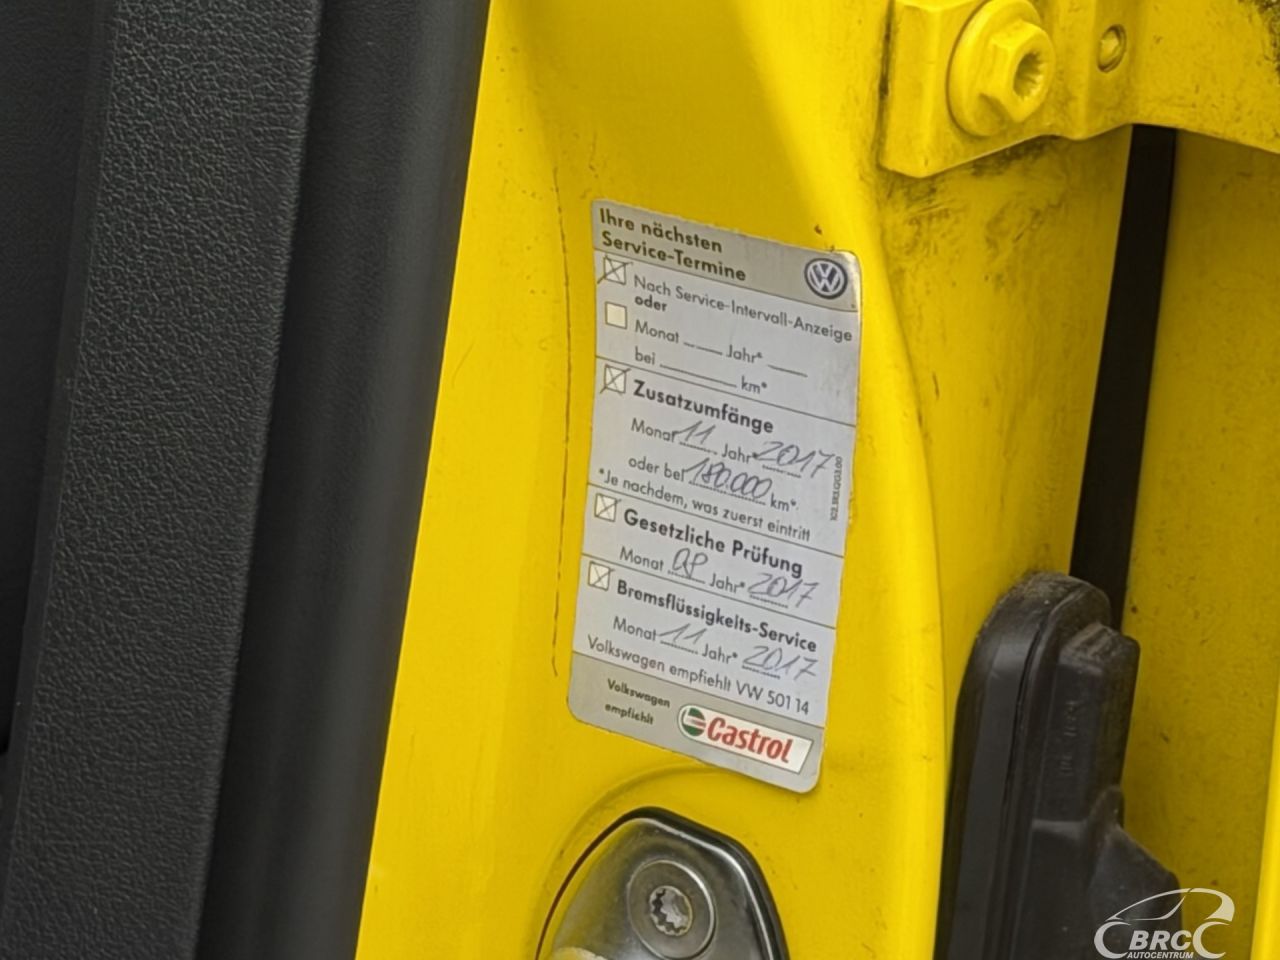 Ihre nächsten
Service-Termine
Nach Service-Intervall-Anzeige
oder
Monat ...... Jahr* ______
bei __________ km*
Zusatzumfänge
Monat 11 Jahr* 2017
oder bei 180.000 km*
*Je nachdem, was zuerst eintritt
Gesetzliche Prüfung
Monat Jahr* 2017
Bremsflüssigkeits-Service
Monat 11 Jahr* 2017
Volkswagen empfiehlt VW 501 14
Volkswagen
empfiehlt
Castrol
BRC
AUTOCENTRUM